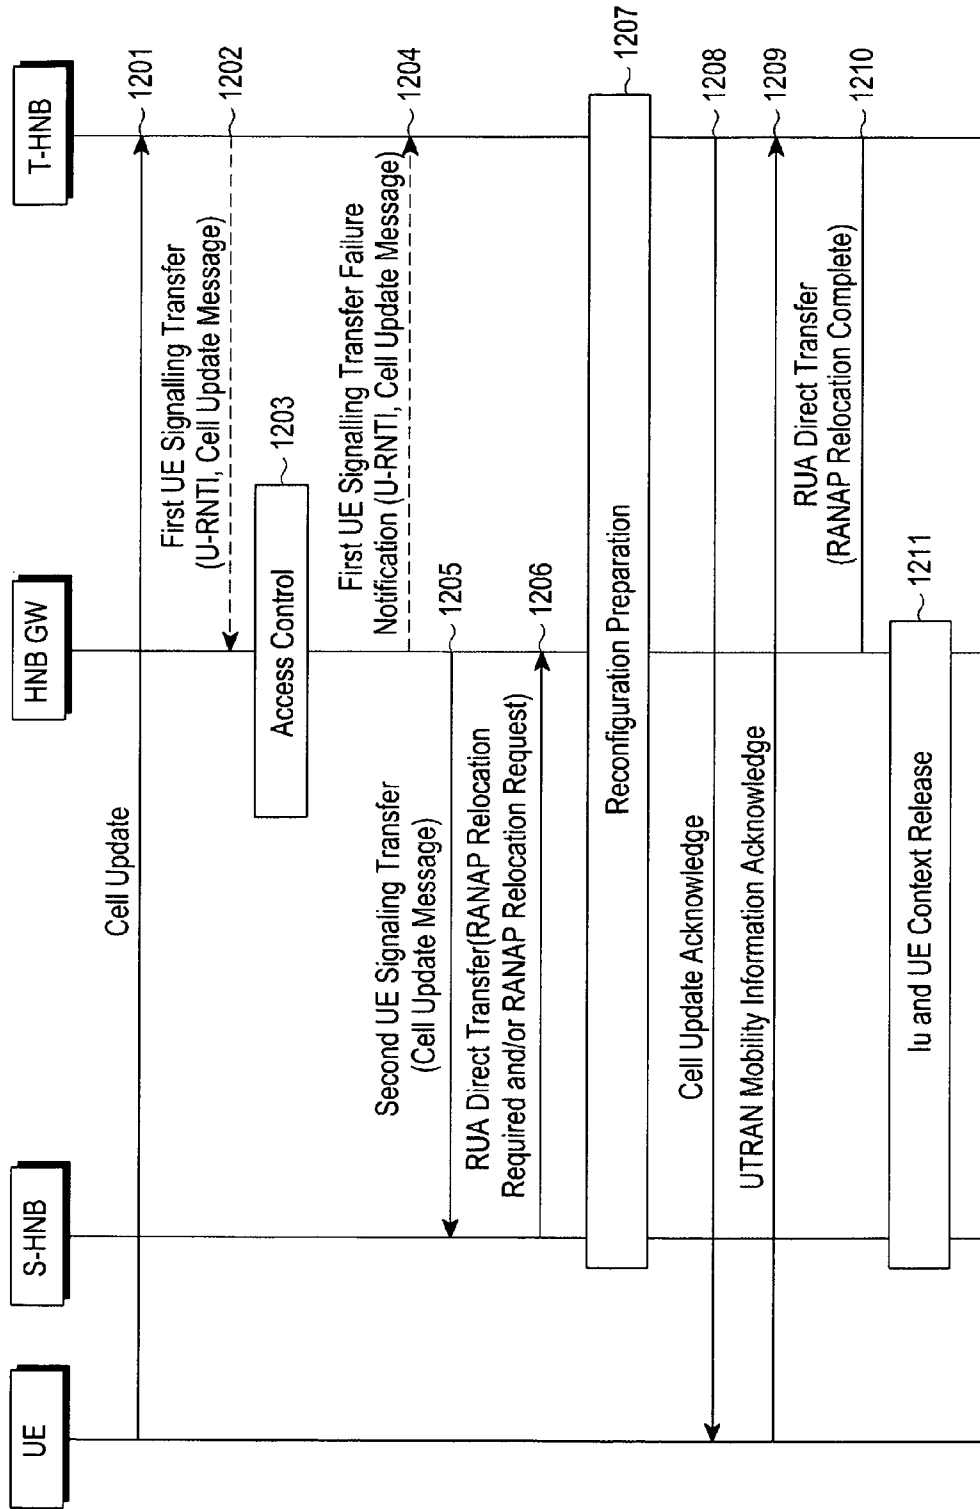 UE
S-HNB
HNB GW
T-HNB
Cell Update
1201
First UE Signalling Transfer
(U-RNTI, Cell Update Message)
1202
Access Control
1203
First UE Signalling Transfer Failure
Notification (U-RNTI, Cell Update Message)
1204
Second UE Signaling Transfer
(Cell Update Message)
1205
RUA Direct Transfer(RANAP Relocation
Required and/or RANAP Relocation Request)
1206
Reconfiguration Preparation
1207
Cell Update Acknowledge
1208
UTRAN Mobility Information Acknowledge
1209
RUA Direct Transfer
(RANAP Relocation Complete)
1210
Iu and UE Context Release
1211